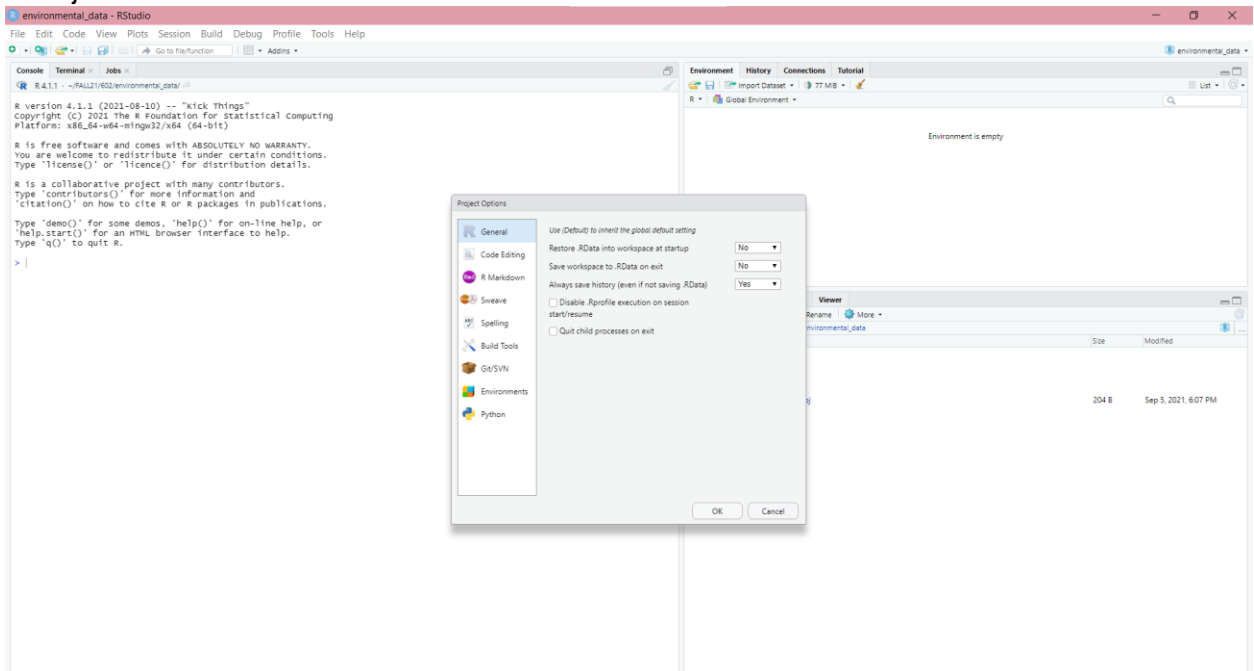 environmental_data - RStudio
File Edit Code View Plots Session Build Debug Profile Tools Help
Go to file/function Addins
environmental_data
Console Terminal Jobs
R 4.1.1 · ~/FALL21/602/environmental_data/
R version 4.1.1 (2021-08-10) -- "Kick Things"
Copyright (C) 2021 The R Foundation for Statistical Computing
Platform: x86_64-w64-mingw32/x64 (64-bit)
R is free software and comes with ABSOLUTELY NO WARRANTY.
You are welcome to redistribute it under certain conditions.
Type 'license()' or 'licence()' for distribution details.
R is a collaborative project with many contributors.
Type 'contributors()' for more information and
'citation()' on how to cite R or R packages in publications.
Type 'demo()' for some demos, 'help()' for on-line help, or
'help.start()' for an HTML browser interface to help.
Type 'q()' to quit R.
>
Environment History Connections Tutorial
Import Dataset 77 MiB List
R Global Environment
Environment is empty
Project Options
General
Code Editing
R Markdown
Sweave
Spelling
Build Tools
Git/SVN
Environments
Python
Use (Default) to inherit the global default setting
Restore .RData into workspace at startup No
Save workspace to .RData on exit No
Always save history (even if not saving .RData) Yes
Disable .Rprofile execution on session
start/resume
Quit child processes on exit
OK Cancel
Viewer
Rename More
nvironmental_data
Size Modified
204 B Sep 5, 2021, 6:07 PM